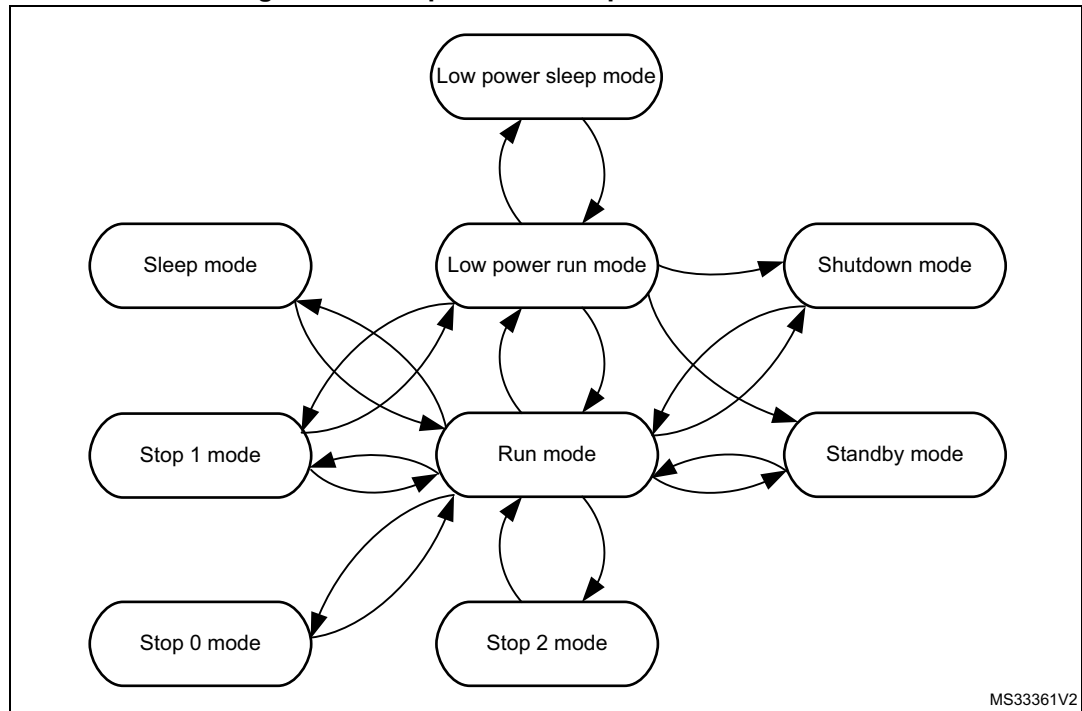 Low power sleep mode
Sleep mode
Low power run mode
Shutdown mode
Stop 1 mode
Run mode
Standby mode
Stop 0 mode
Stop 2 mode
MS33361V2